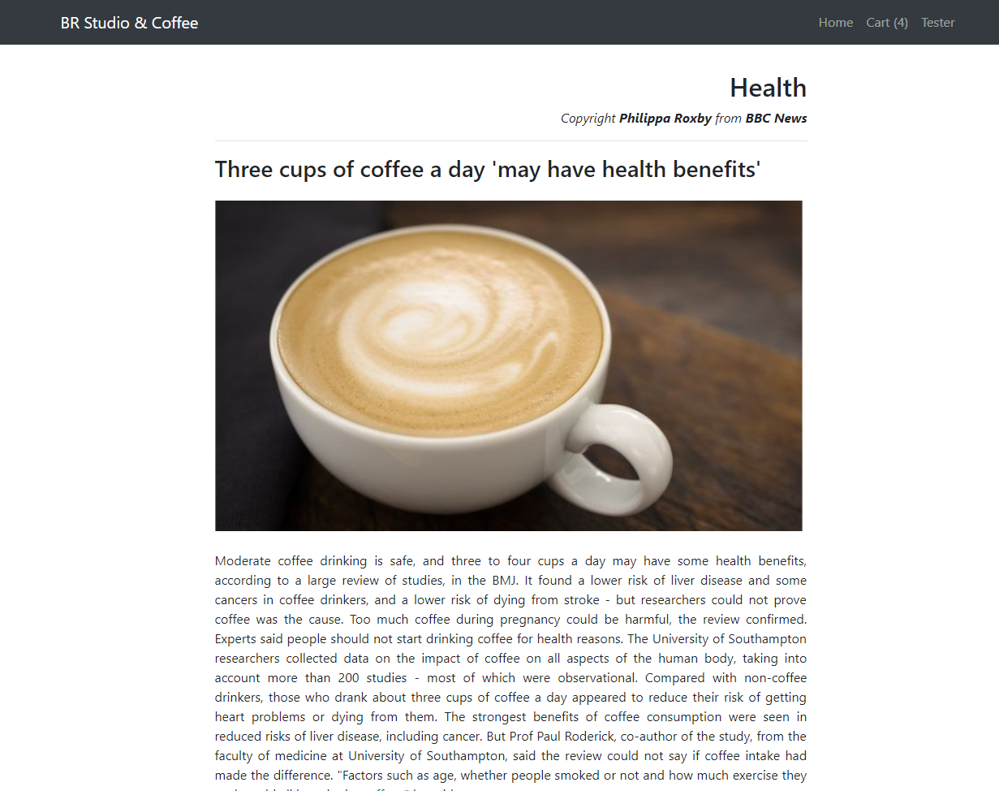 BR Studio & Coffee
Home Cart (4) Tester
Health
Copyright Philippa Roxby from BBC News
Three cups of coffee a day 'may have health benefits'
Moderate coffee drinking is safe, and three to four cups a day may have some health benefits,
according to a large review of studies, in the BMJ. It found a lower risk of liver disease and some
cancers in coffee drinkers, and a lower risk of dying from stroke - but researchers could not prove
coffee was the cause. Too much coffee during pregnancy could be harmful, the review confirmed.
Experts said people should not start drinking coffee for health reasons. The University of Southampton
researchers collected data on the impact of coffee on all aspects of the human body, taking into
account more than 200 studies - most of which were observational. Compared with non-coffee
drinkers, those who drank about three cups of coffee a day appeared to reduce their risk of getting
heart problems or dying from them. The strongest benefits of coffee consumption were seen in
reduced risks of liver disease, including cancer. But Prof Paul Roderick, co-author of the study, from the
faculty of medicine at University of Southampton, said the review could not say if coffee intake had
made the difference. "Factors such as age, whether people smoked or not and how much exercise they